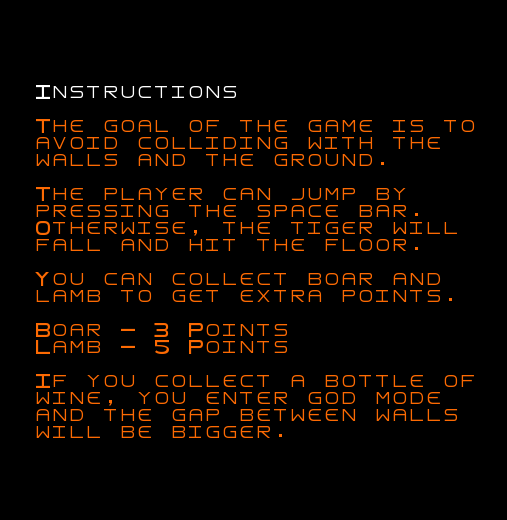 Instructions
The goal of the game is to
avoid colliding with the
walls and the ground.
The player can jump by
pressing the space bar.
Otherwise, the tiger will
fall and hit the floor.
You can collect boar and
lamb to get extra points.
Boar – 3 Points
Lamb – 5 Points
If you collect a bottle of
wine, you enter god mode
and the gap between walls
will be bigger.